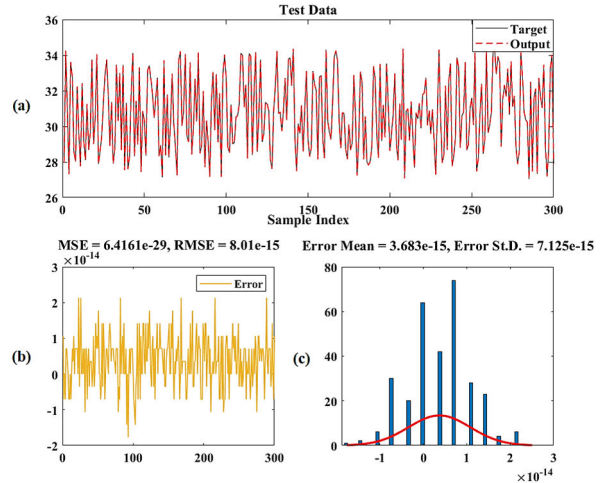 Test Data
36
34
32
30
28
26
Target
Output
(a)
0 50 100 150 200 250 300
Sample Index
MSE = 6.4161e-29, RMSE = 8.01e-15
×10^-14
3
2
1
0
-1
-2
Error
(b)
0 100 200 300
Error Mean = 3.683e-15, Error St.D. = 7.125e-15
80
60
40
20
0
(c)
-1 0 1 2 3
×10^-14